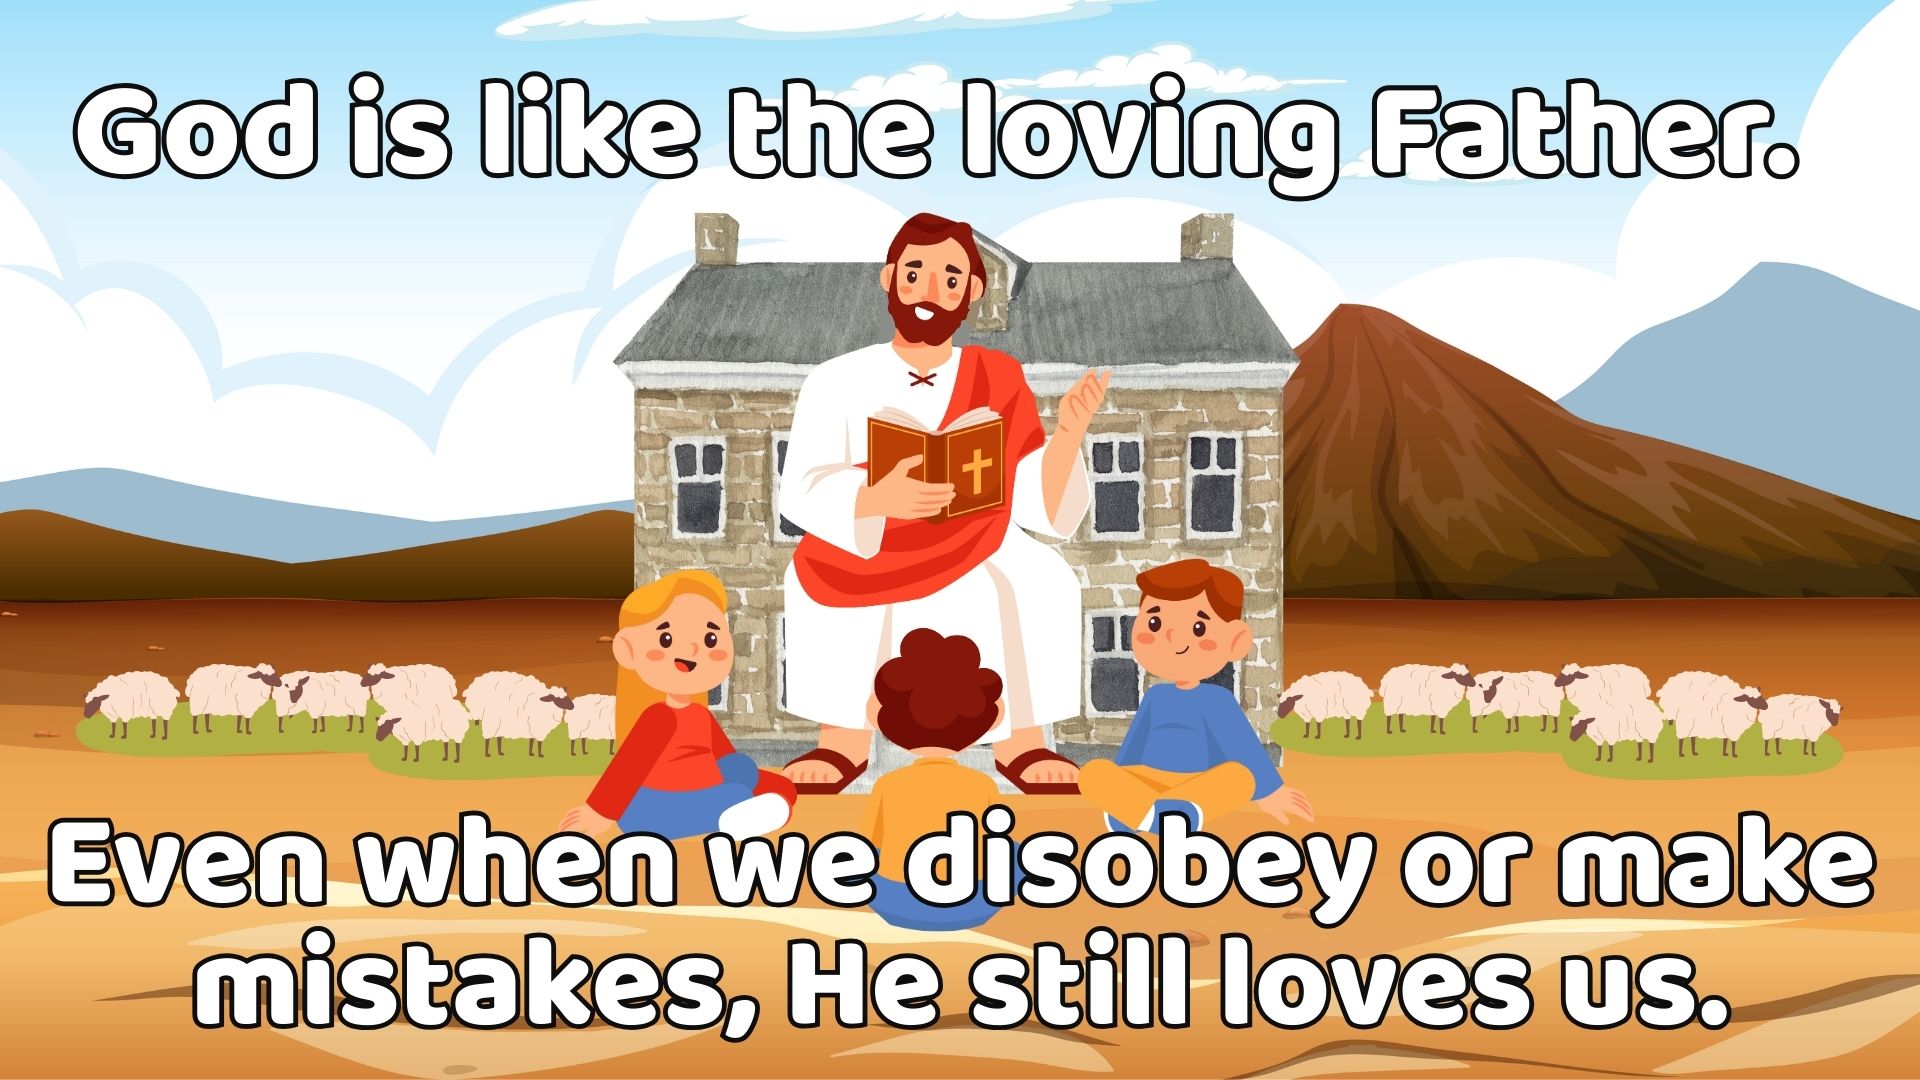 God is like the loving Father.
Even when we disobey or make
mistakes, He still loves us.